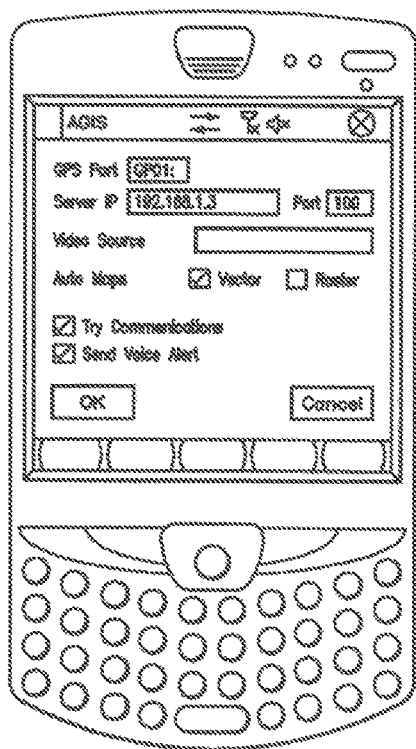 AGIS
GPS Port GPD1:
Server IP 192.168.1.3 Port 100
Video Source
Auto Maps Vector Raster
Try Communications
Send Voice Alert
OK Cancel